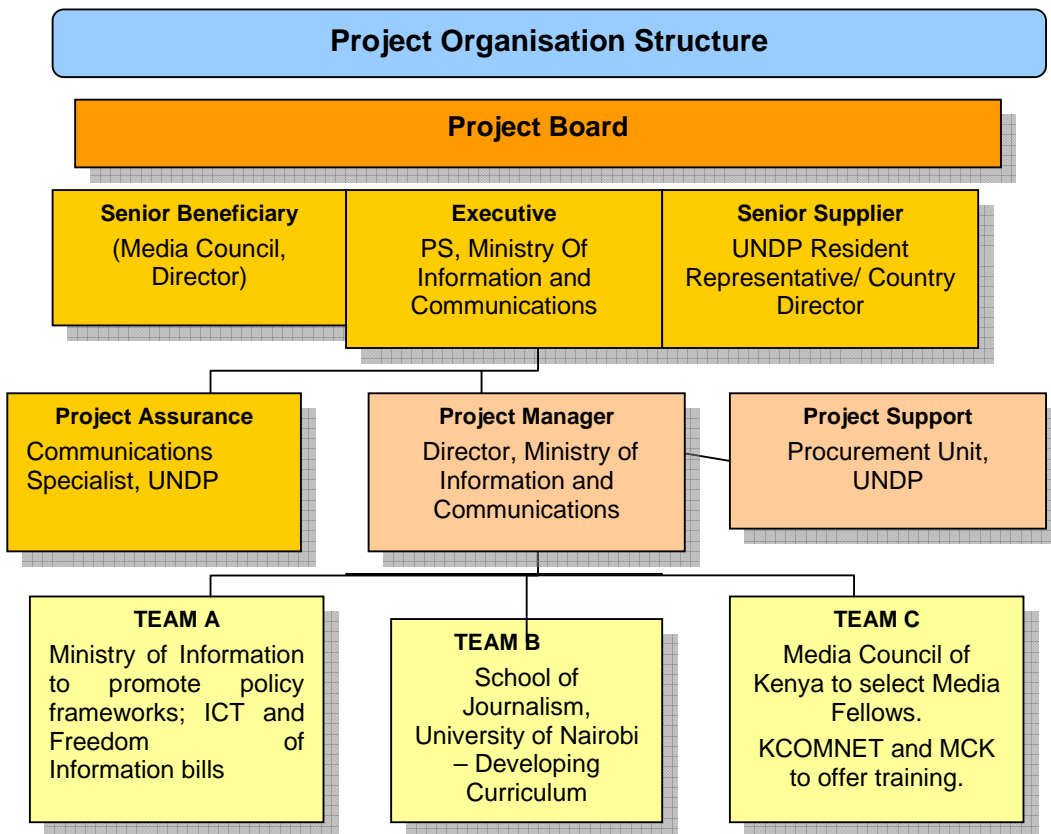 Project Organisation Structure
Project Board
Senior Beneficiary
(Media Council,
Director)
Executive
PS, Ministry Of
Information and
Communications
Senior Supplier
UNDP Resident
Representative/ Country
Director
Project Assurance
Communications
Specialist, UNDP
Project Manager
Director, Ministry of
Information and
Communications
Project Support
Procurement Unit,
UNDP
TEAM A
Ministry of Information
to promote policy
frameworks; ICT and
Freedom of
Information bills
TEAM B
School of
Journalism,
University of Nairobi
– Developing
Curriculum
TEAM C
Media Council of
Kenya to select Media
Fellows.
KCOMNET and MCK
to offer training.